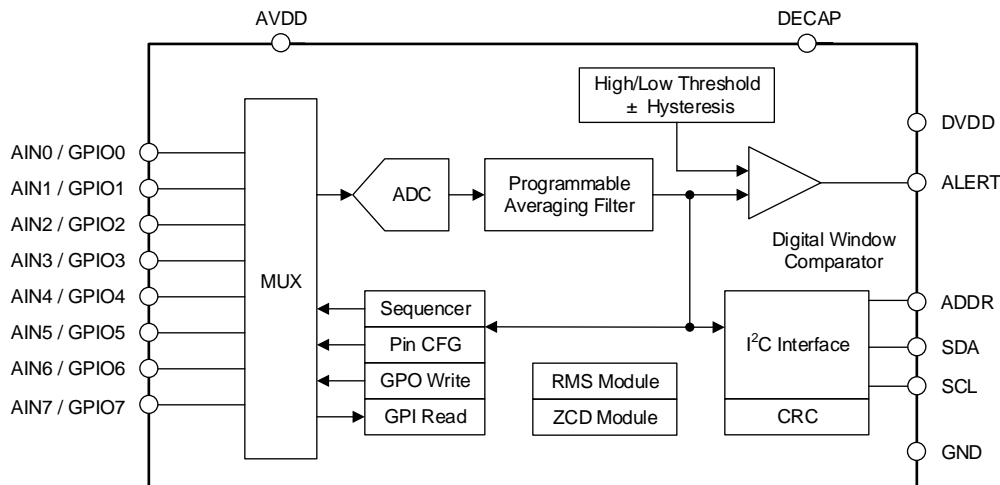 AVDD
DECAP
High/Low Threshold
± Hysteresis
DVDD
AIN0 / GPIO0
AIN1 / GPIO1
AIN2 / GPIO2
AIN3 / GPIO3
AIN4 / GPIO4
AIN5 / GPIO5
AIN6 / GPIO6
AIN7 / GPIO7
MUX
ADC
Programmable
Averaging Filter
ALERT
Digital Window
Comparator
Sequencer
Pin CFG
GPO Write
GPI Read
RMS Module
ZCD Module
I²C Interface
CRC
ADDR
SDA
SCL
GND